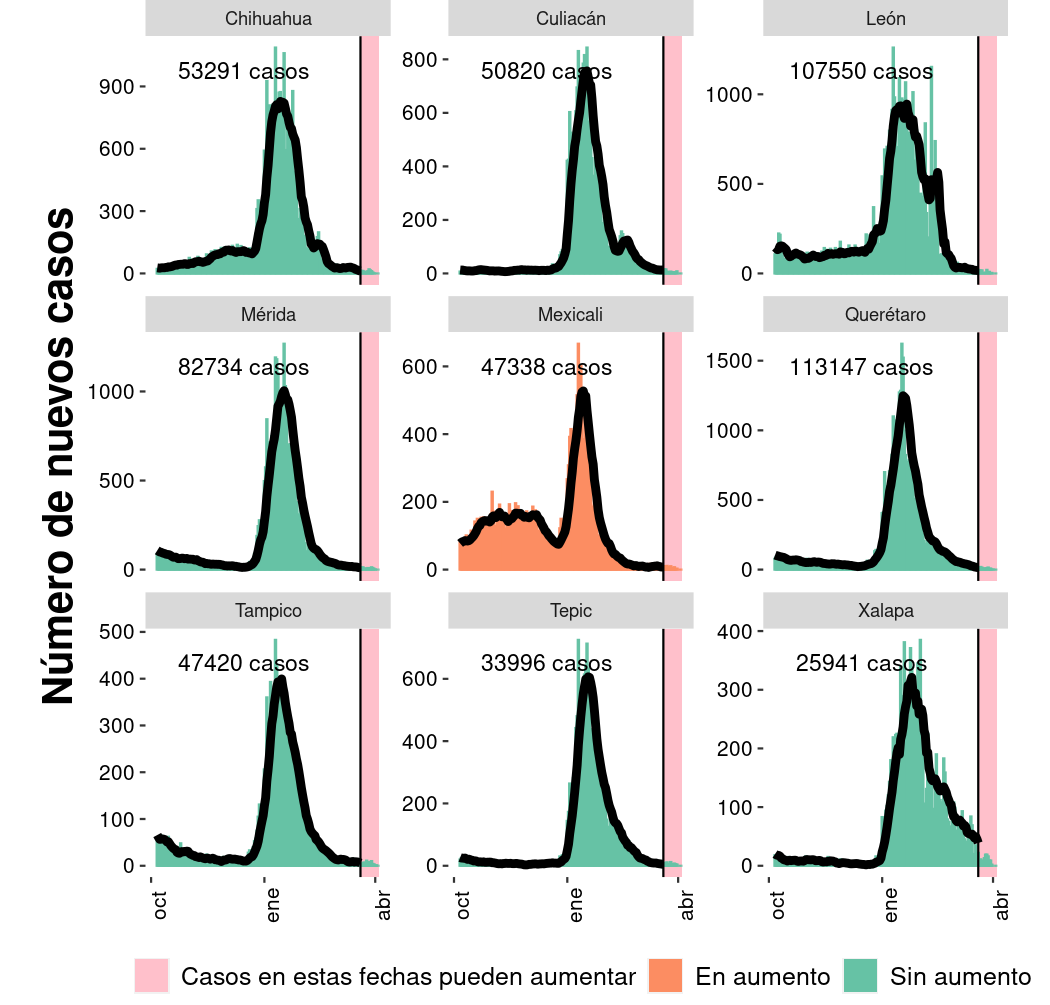 Número de nuevos casos
Chihuahua
Culiacán
León
53291 casos
50820 casos
107550 casos
900
600
300
0
800
600
400
200
0
1000
500
0
Mérida
Mexicali
Querétaro
82734 casos
47338 casos
113147 casos
1000
500
0
600
400
200
0
1500
1000
500
0
Tampico
Tepic
Xalapa
47420 casos
33996 casos
25941 casos
500
400
300
200
100
0
600
400
200
0
400
300
200
100
0
oct
ene
abr
oct
ene
abr
oct
ene
abr
Casos en estas fechas pueden aumentar
En aumento
Sin aumento